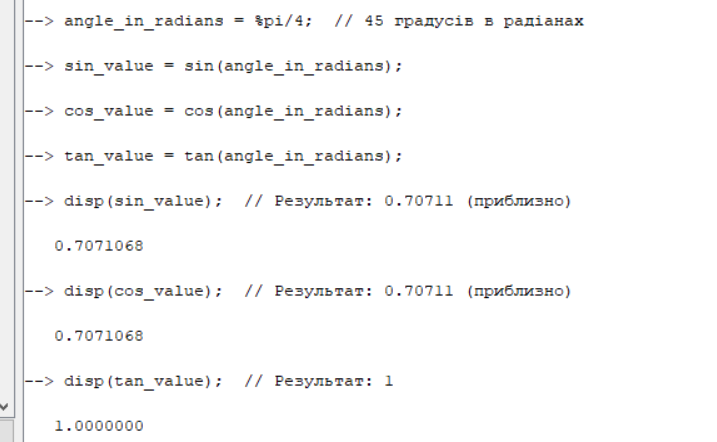 --> angle_in_radians = %pi/4;  // 45 градусів в радіанах
--> sin_value = sin(angle_in_radians);
--> cos_value = cos(angle_in_radians);
--> tan_value = tan(angle_in_radians);
--> disp(sin_value);  // Результат: 0.70711 (приблизно)
0.7071068
--> disp(cos_value);  // Результат: 0.70711 (приблизно)
0.7071068
--> disp(tan_value);  // Результат: 1
1.0000000